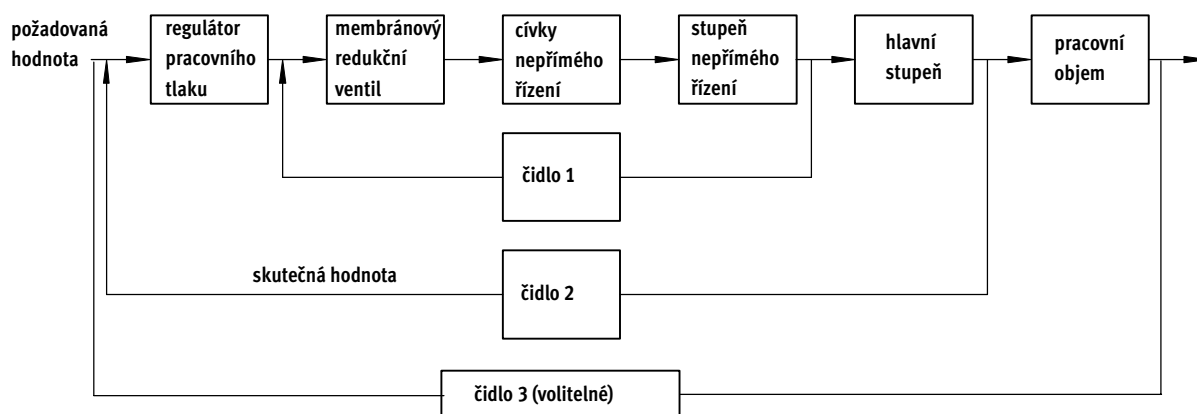 požadovaná
hodnota
regulátor
pracovního
tlaku
membránový
redukční
ventil
cívky
nepřímého
řízení
stupeň
nepřímého
řízení
hlavní
stupeň
pracovní
objem
čidlo 1
skutečná hodnota
čidlo 2
čidlo 3 (volitelné)